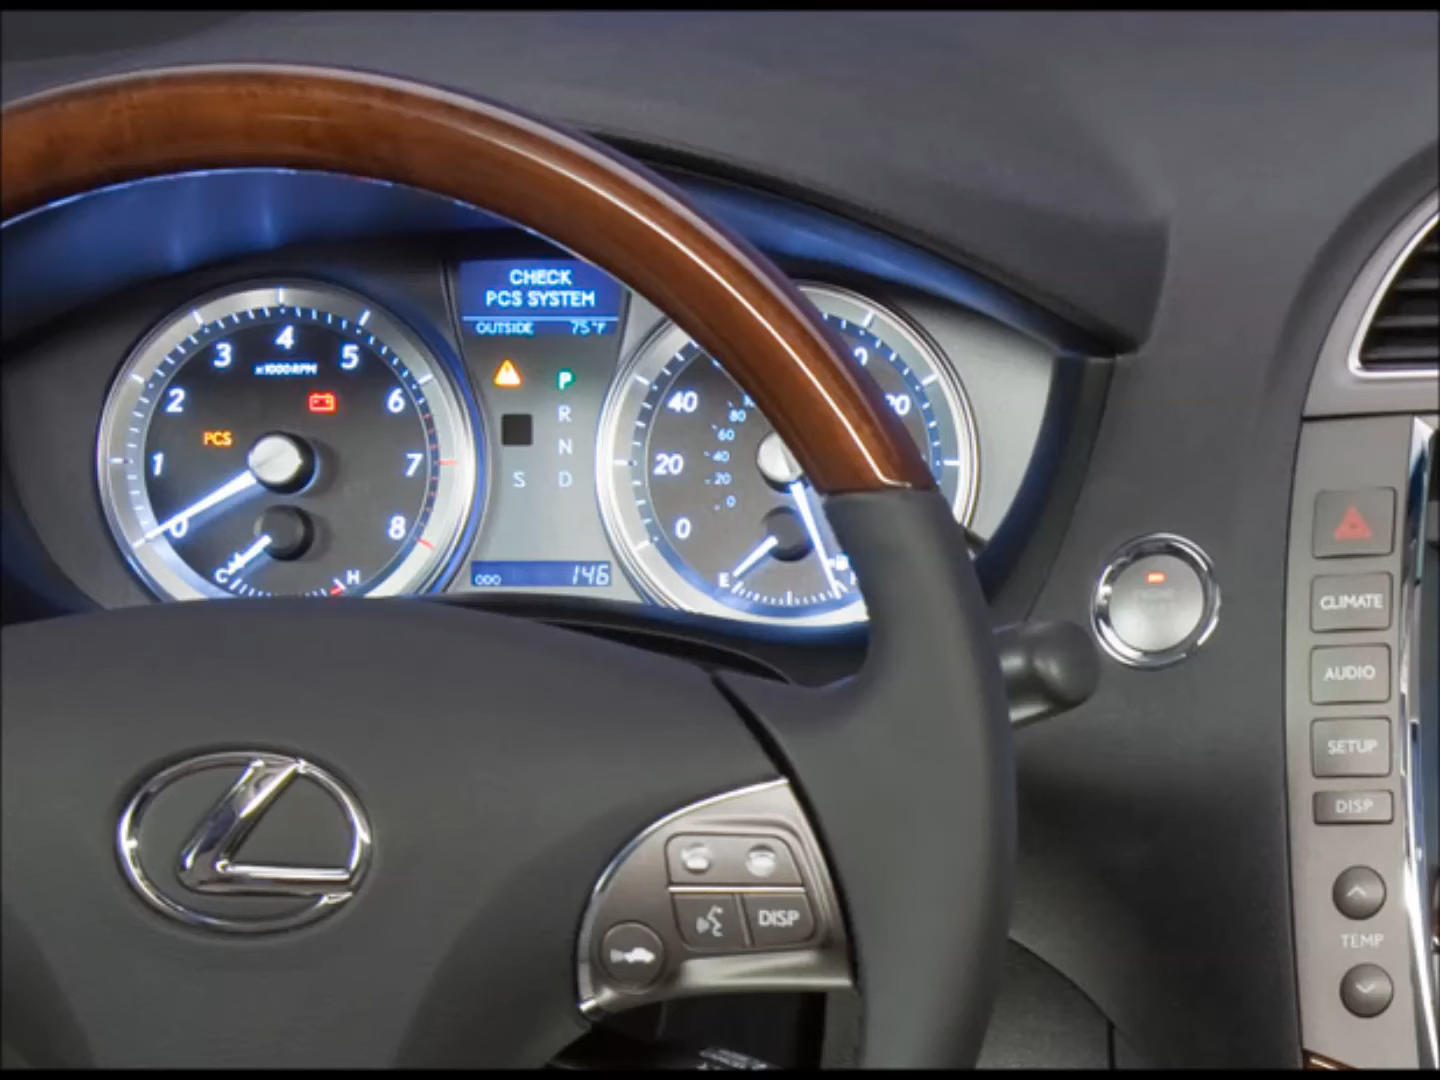 CHECK
PCS SYSTEM
OUTSIDE 75°F
0 1 2 3 4 5 6 7 8
x1000RPM
PCS
C H
P
R
N
S D
ODO 146
0 20 40
0 20 40 60 80
E
CLIMATE
AUDIO
SETUP
DISP
TEMP
DISP